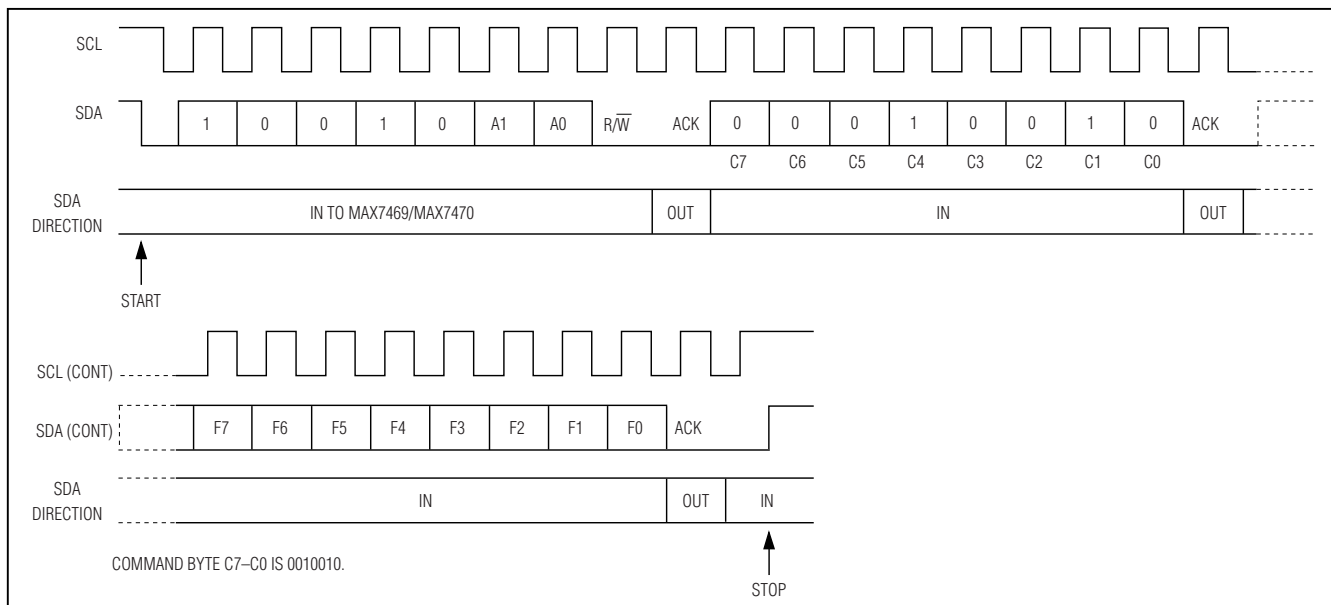 SCL
SDA 1 0 0 1 0 A1 A0 R/W̅ ACK 0 0 0 1 0 0 1 0 ACK
C7 C6 C5 C4 C3 C2 C1 C0
SDA
DIRECTION
IN TO MAX7469/MAX7470 OUT IN OUT
START
SCL (CONT)
SDA (CONT) F7 F6 F5 F4 F3 F2 F1 F0 ACK
SDA
DIRECTION
IN OUT IN
COMMAND BYTE C7–C0 IS 0010010.
STOP